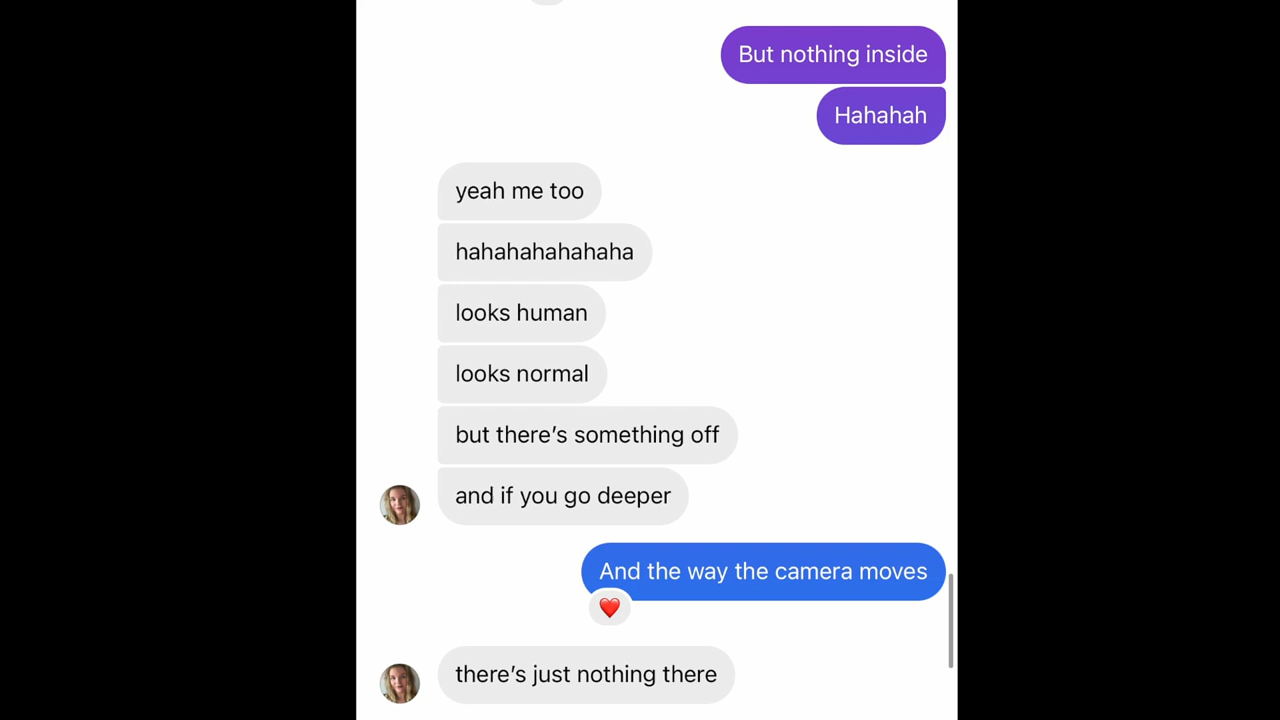 But nothing inside
Hahahah
yeah me too
hahahahahahaha
looks human
looks normal
but there’s something off
and if you go deeper
And the way the camera moves
❤️
there’s just nothing there